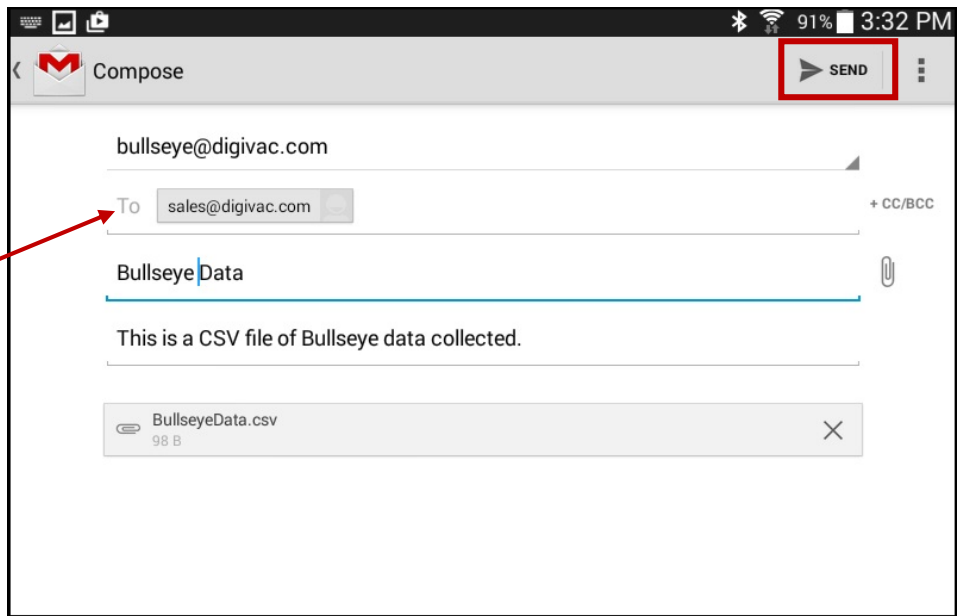 91% 3:32 PM
Compose
SEND
bullseye@digivac.com
To sales@digivac.com + CC/BCC
Bullseye Data
This is a CSV file of Bullseye data collected.
BullseyeData.csv
98 B